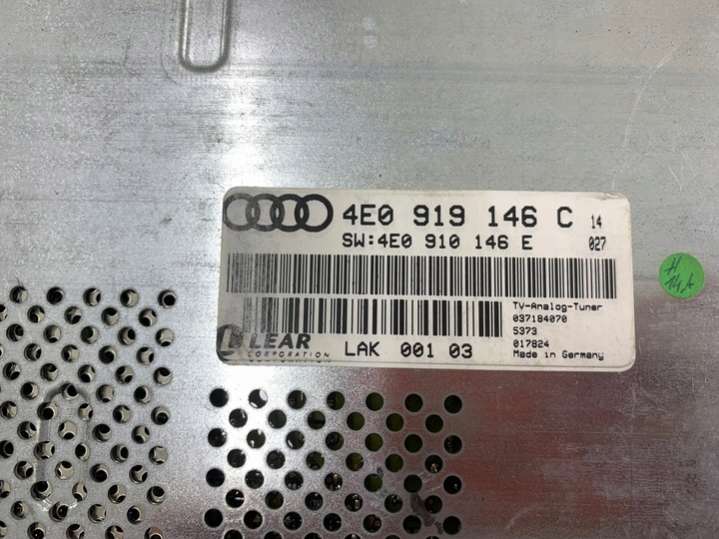 4E0 919 146 C 14
SW:4E0 910 146 E 027
TV-Analog-Tuner
037184070
5373
017824
Made in Germany
LEAR
CORPORATION
LAK 001 03